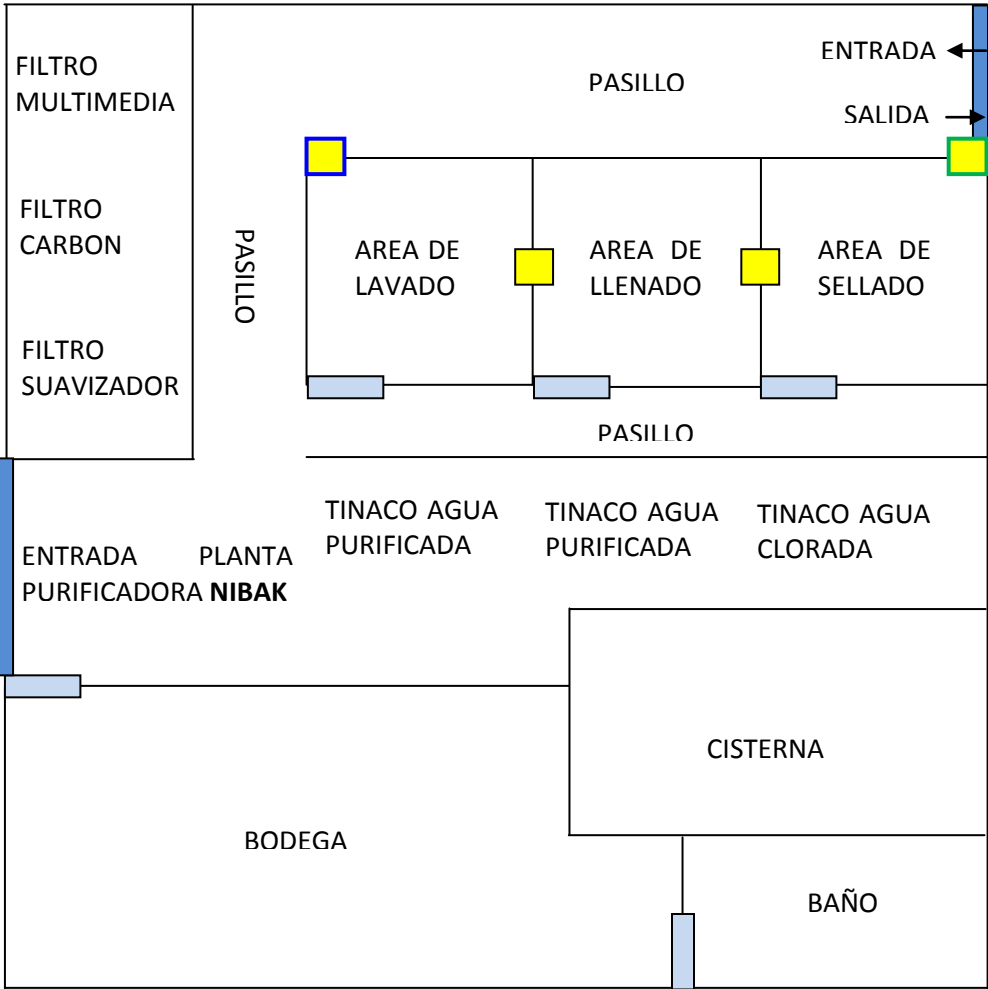 FILTRO
MULTIMEDIA
ENTRADA
PASILLO
SALIDA
FILTRO
CARBON
PASILLO
AREA DE
LAVADO
AREA DE
LLENADO
AREA DE
SELLADO
FILTRO
SUAVIZADOR
PASILLO
TINACO AGUA
PURIFICADA
TINACO AGUA
PURIFICADA
TINACO AGUA
CLORADA
ENTRADA PLANTA
PURIFICADORA NIBAK
CISTERNA
BODEGA
BAÑO